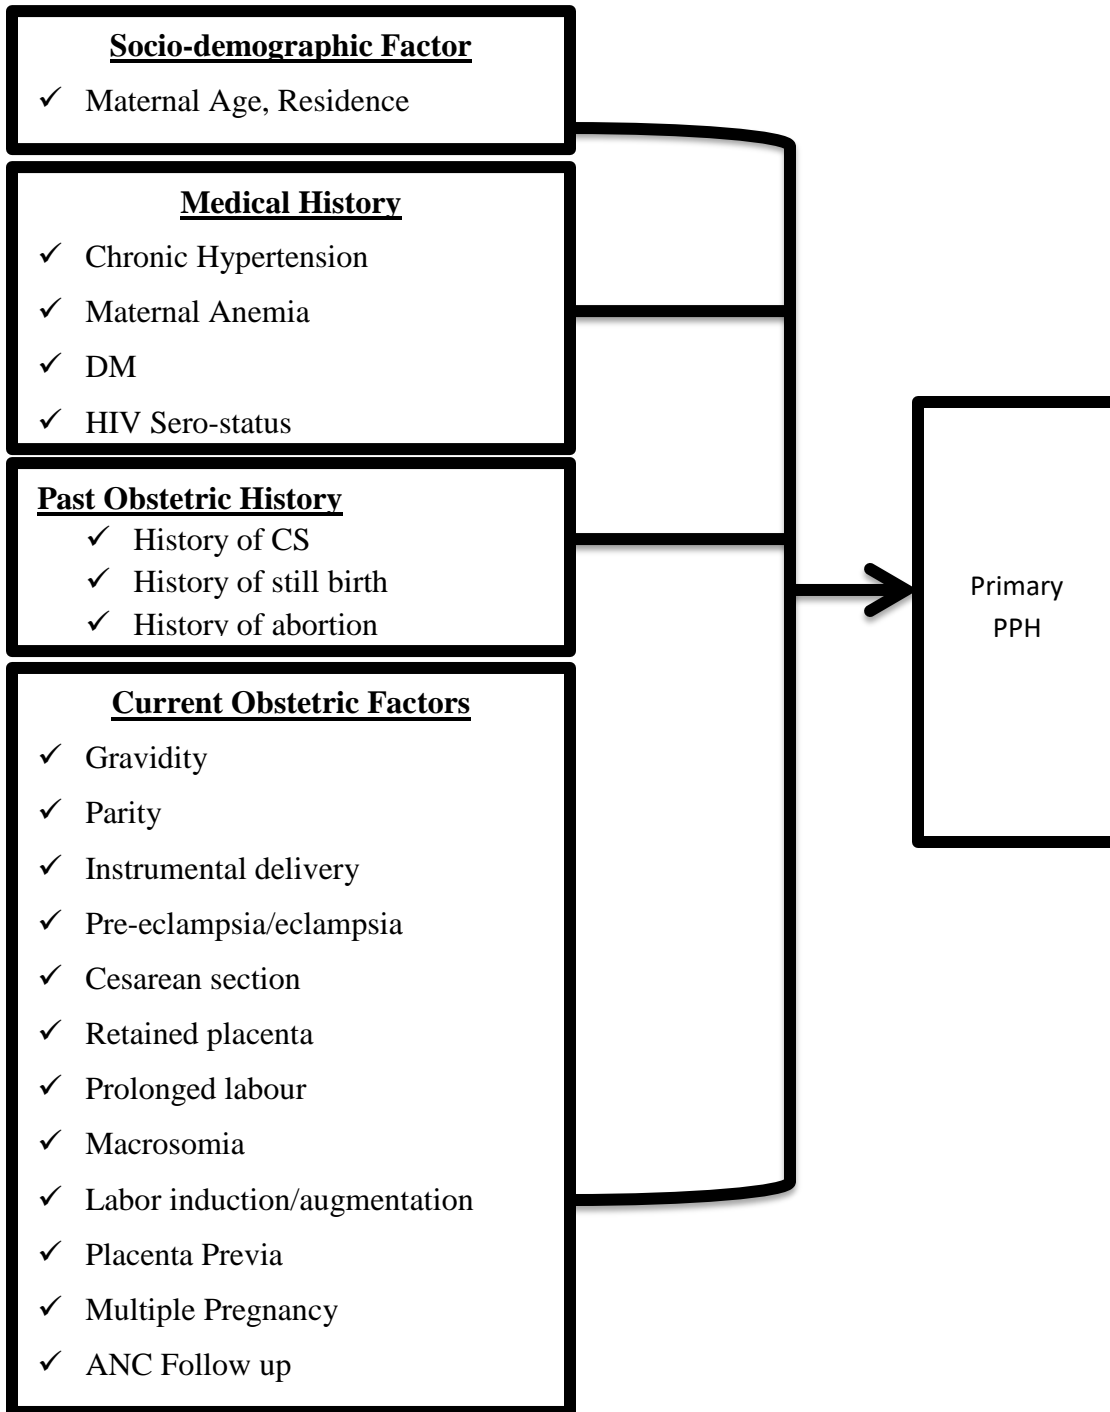 Socio-demographic Factor
✓ Maternal Age, Residence
Medical History
✓ Chronic Hypertension
✓ Maternal Anemia
✓ DM
✓ HIV Sero-status
Past Obstetric History
✓ History of CS
✓ History of still birth
✓ History of abortion
Current Obstetric Factors
✓ Gravidity
✓ Parity
✓ Instrumental delivery
✓ Pre-eclampsia/eclampsia
✓ Cesarean section
✓ Retained placenta
✓ Prolonged labour
✓ Macrosomia
✓ Labor induction/augmentation
✓ Placenta Previa
✓ Multiple Pregnancy
✓ ANC Follow up
Primary
PPH